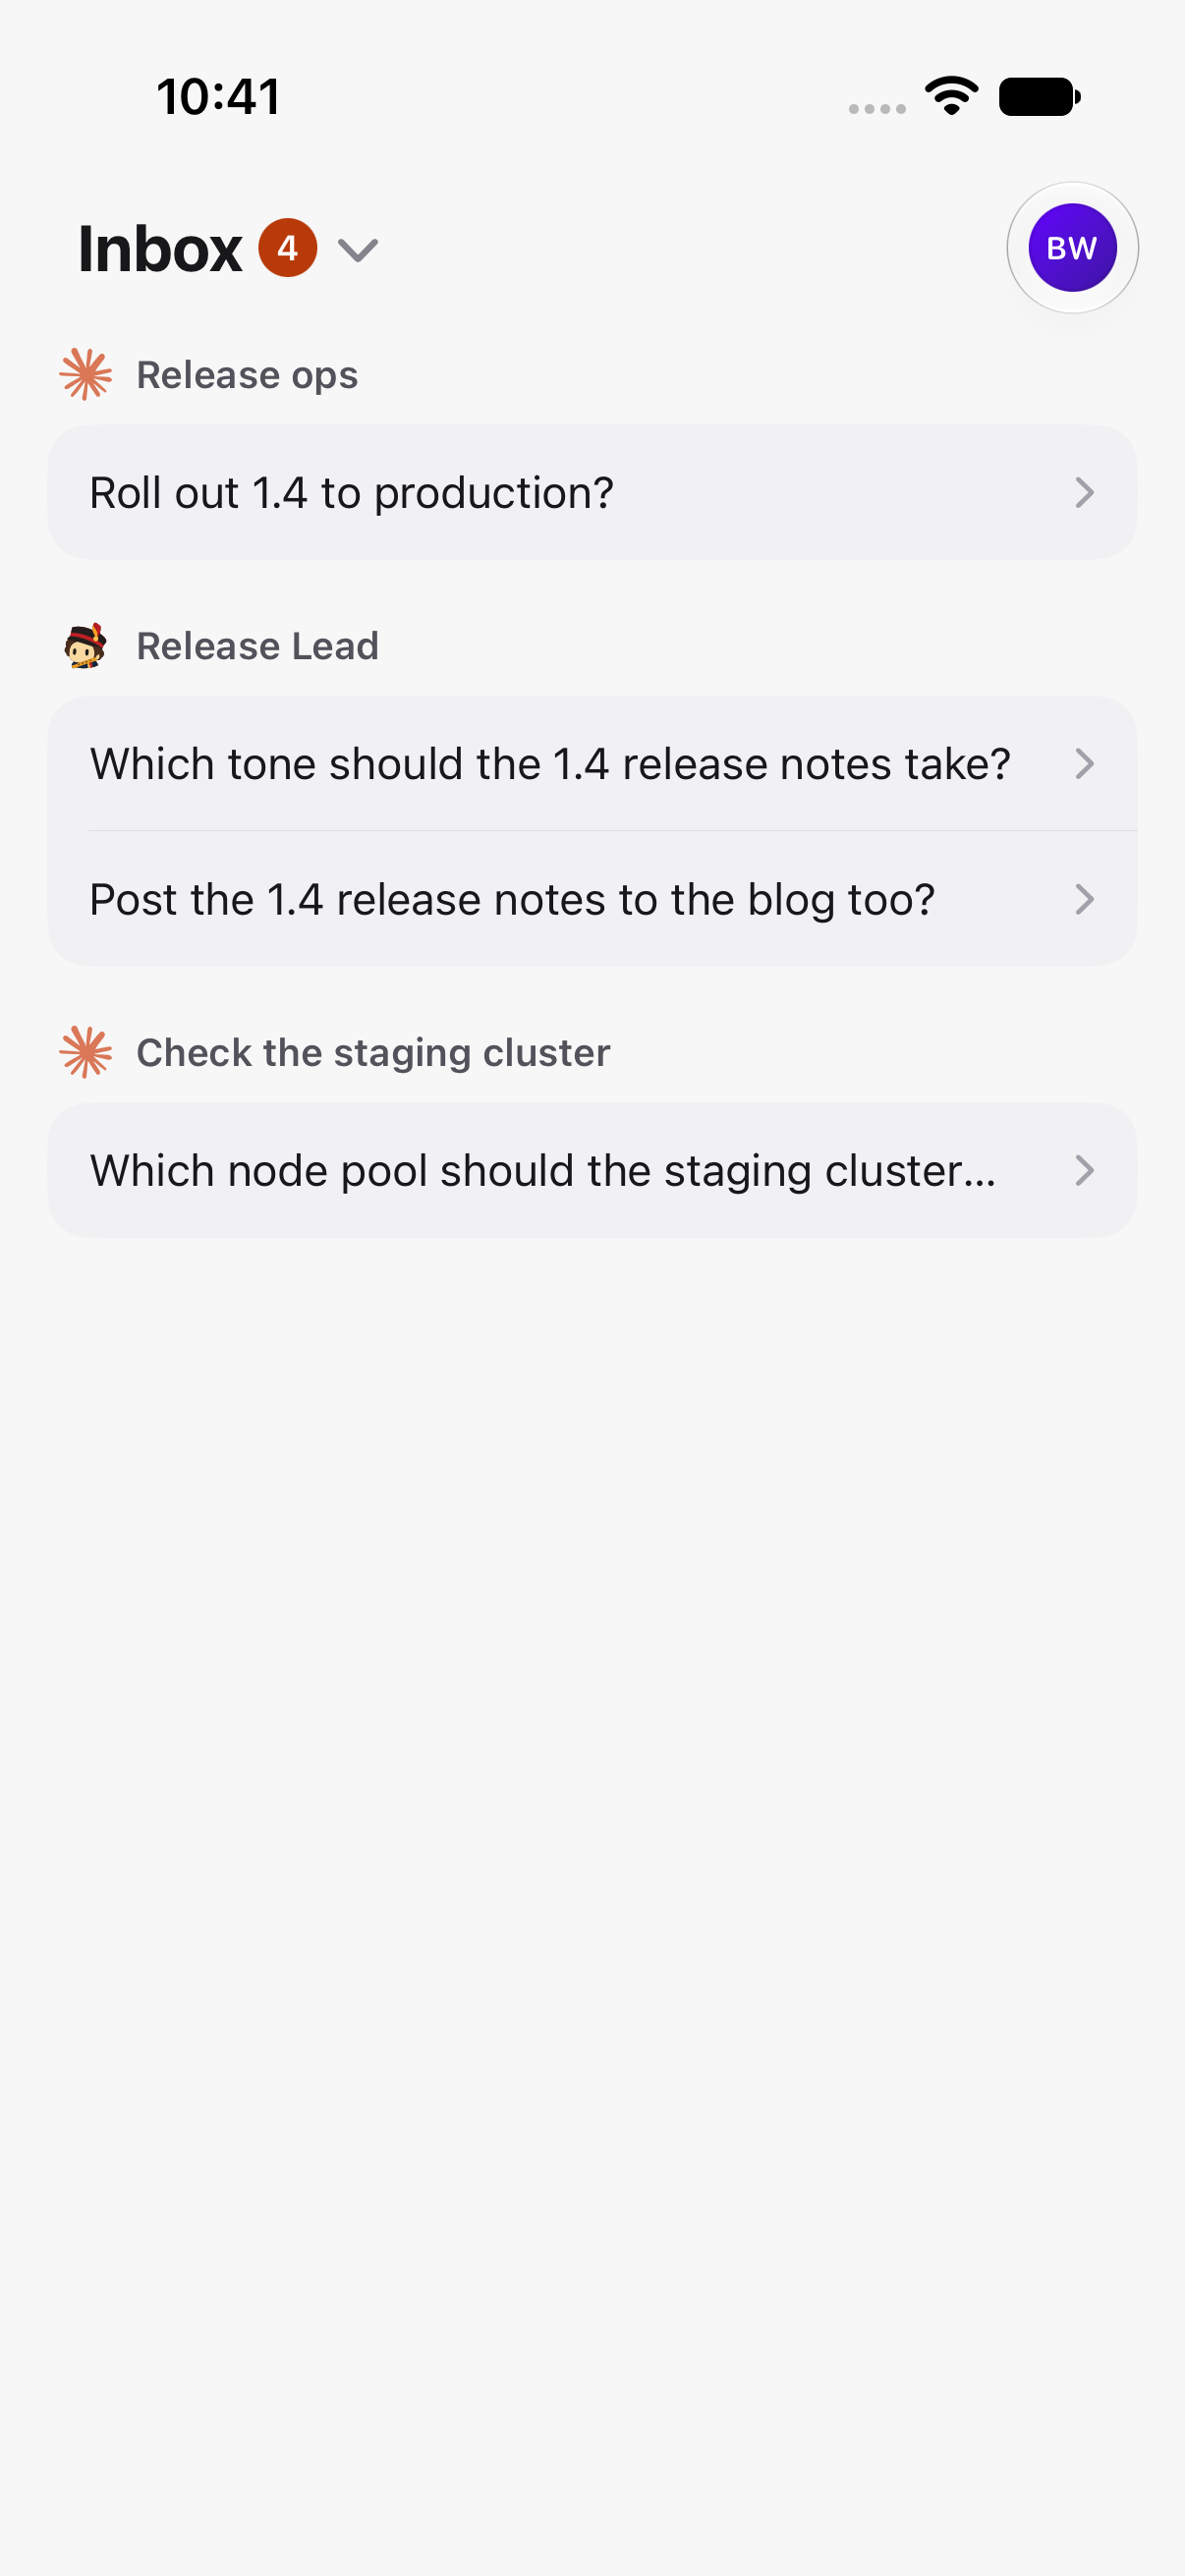 10:41
Inbox 4
BW
Release ops
Roll out 1.4 to production?
Release Lead
Which tone should the 1.4 release notes take?
Post the 1.4 release notes to the blog too?
Check the staging cluster
Which node pool should the staging cluster...